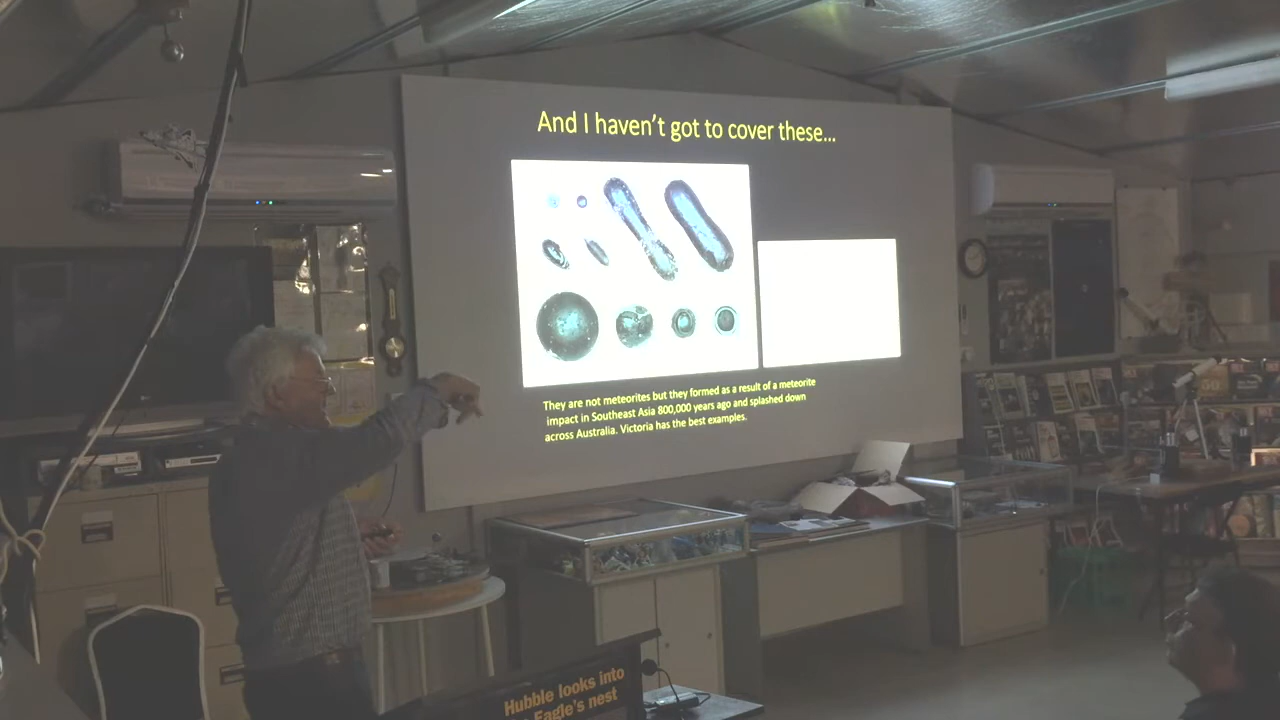 And I haven't got to cover these...
They are not meteorites but they formed as a result of a meteorite
impact in Southeast Asia 800,000 years ago and splashed down
across Australia. Victoria has the best examples.
Hubble looks into
Eagle's nest
50